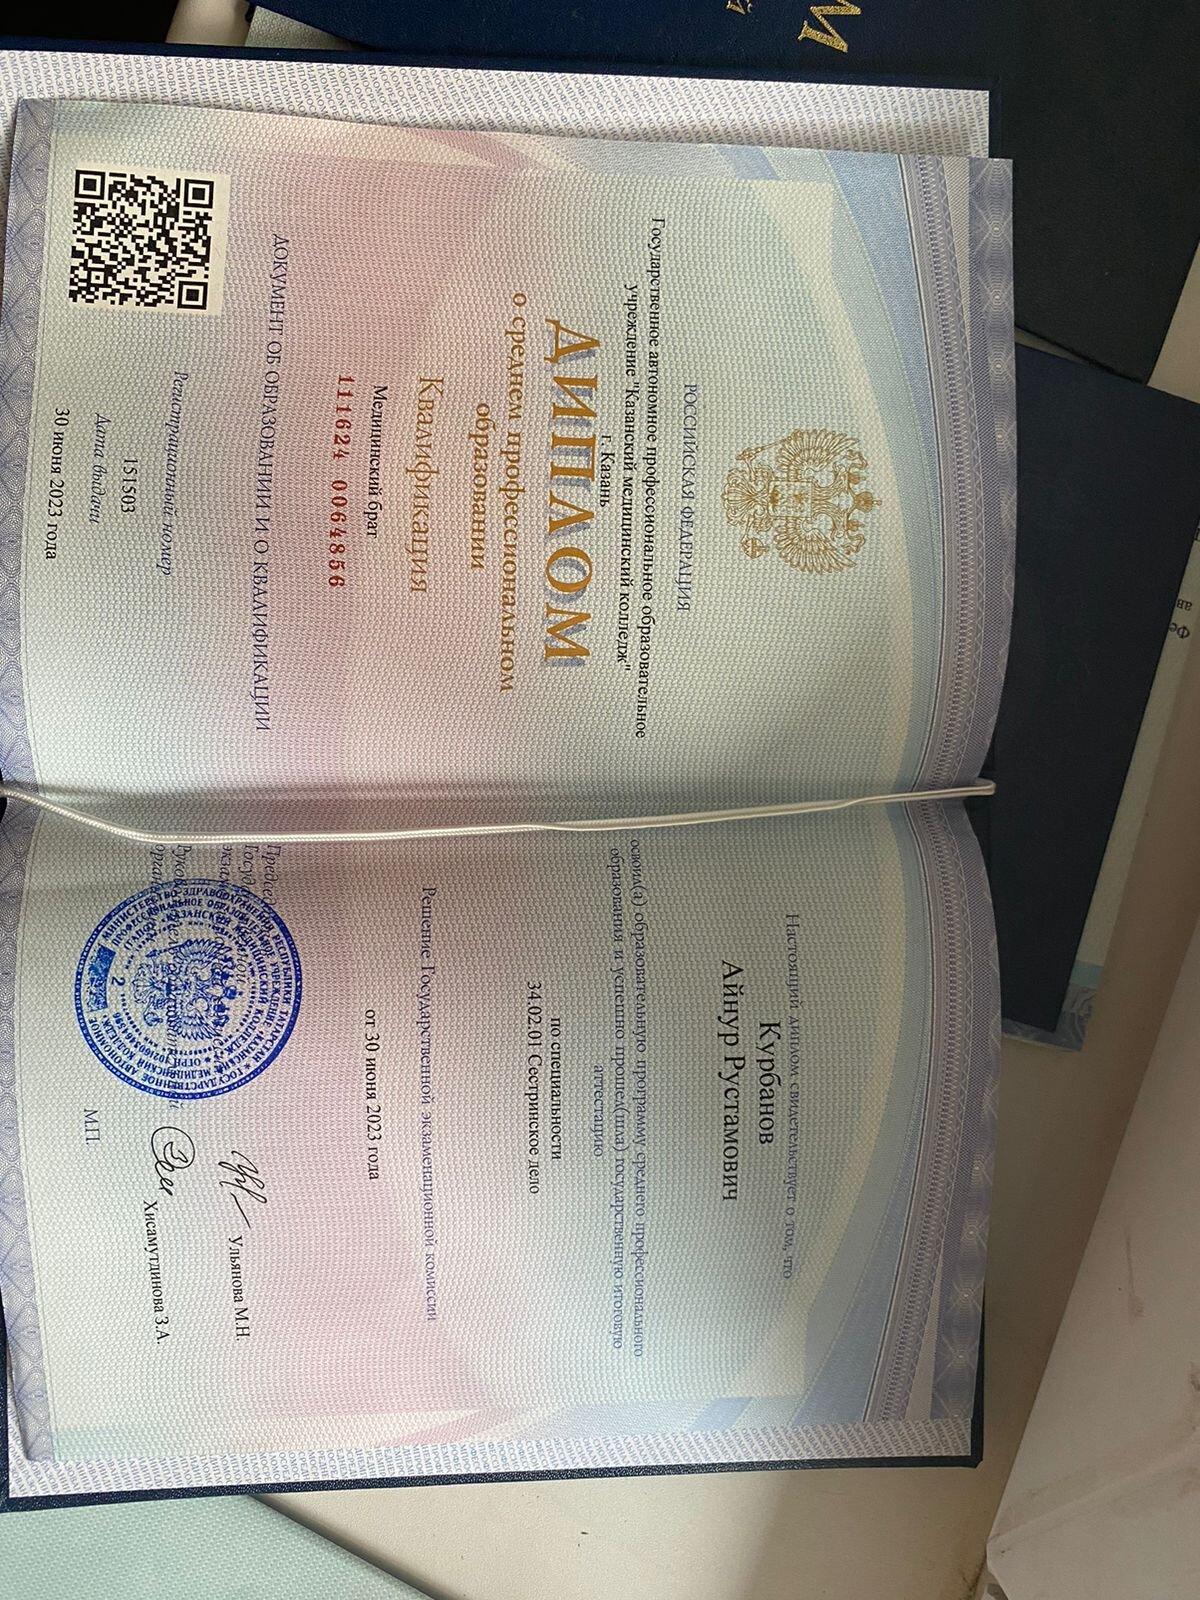 РОССИЙСКАЯ ФЕДЕРАЦИЯ
Государственное автономное профессиональное образовательное
учреждение "Казанский медицинский колледж"
г. Казань
ДИПЛОМ
о среднем профессиональном
образовании
Квалификация
Медицинский брат
111624 0064856
ДОКУМЕНТ ОБ ОБРАЗОВАНИИ И О КВАЛИФИКАЦИИ
Регистрационный номер
151503
Дата выдачи
30 июня 2023 года
Настоящий диплом свидетельствует о том, что
Курбанов
Айнур Рустамович
освоил(а) образовательную программу среднего профессионального
образования и успешно прошел(шла) государственную итоговую
аттестацию
по специальности
34.02.01 Сестринское дело
Решение Государственной экзаменационной комиссии
от 30 июня 2023 года
Ульянова М.Н.
Хисамутдинова З.А.
М.П.